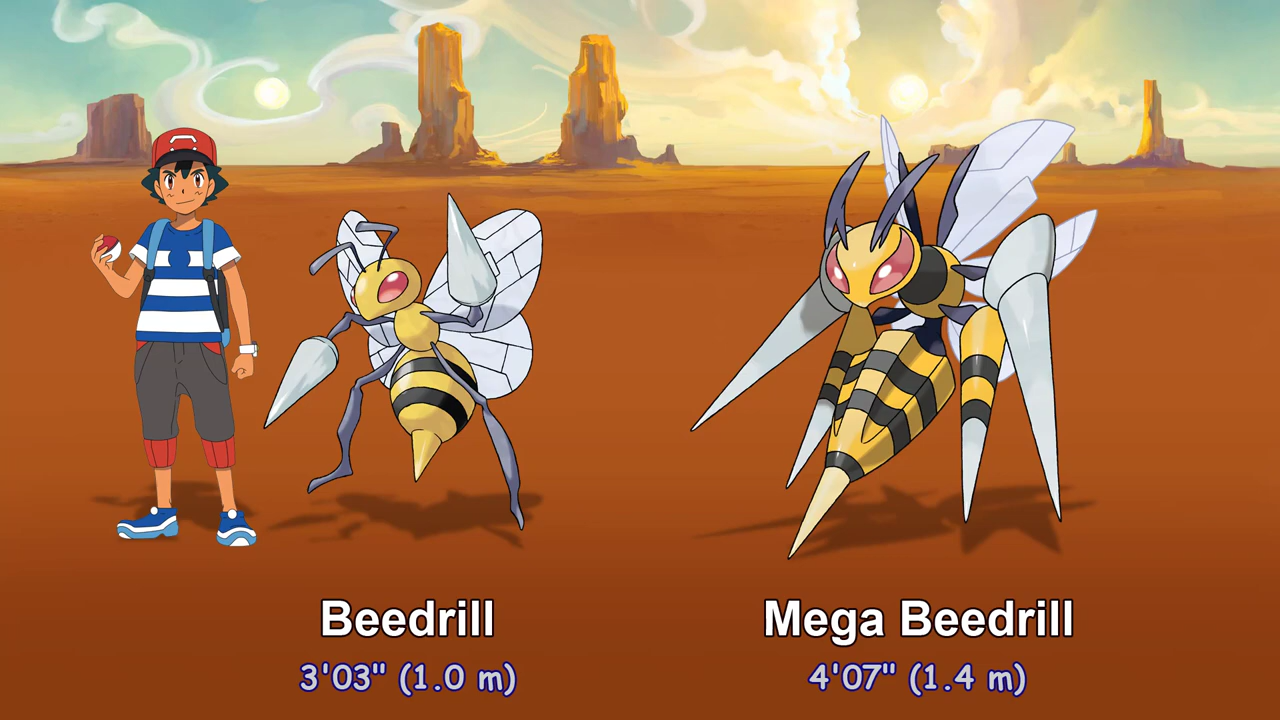 Beedrill
3'03" (1.0 m)
Mega Beedrill
4'07" (1.4 m)